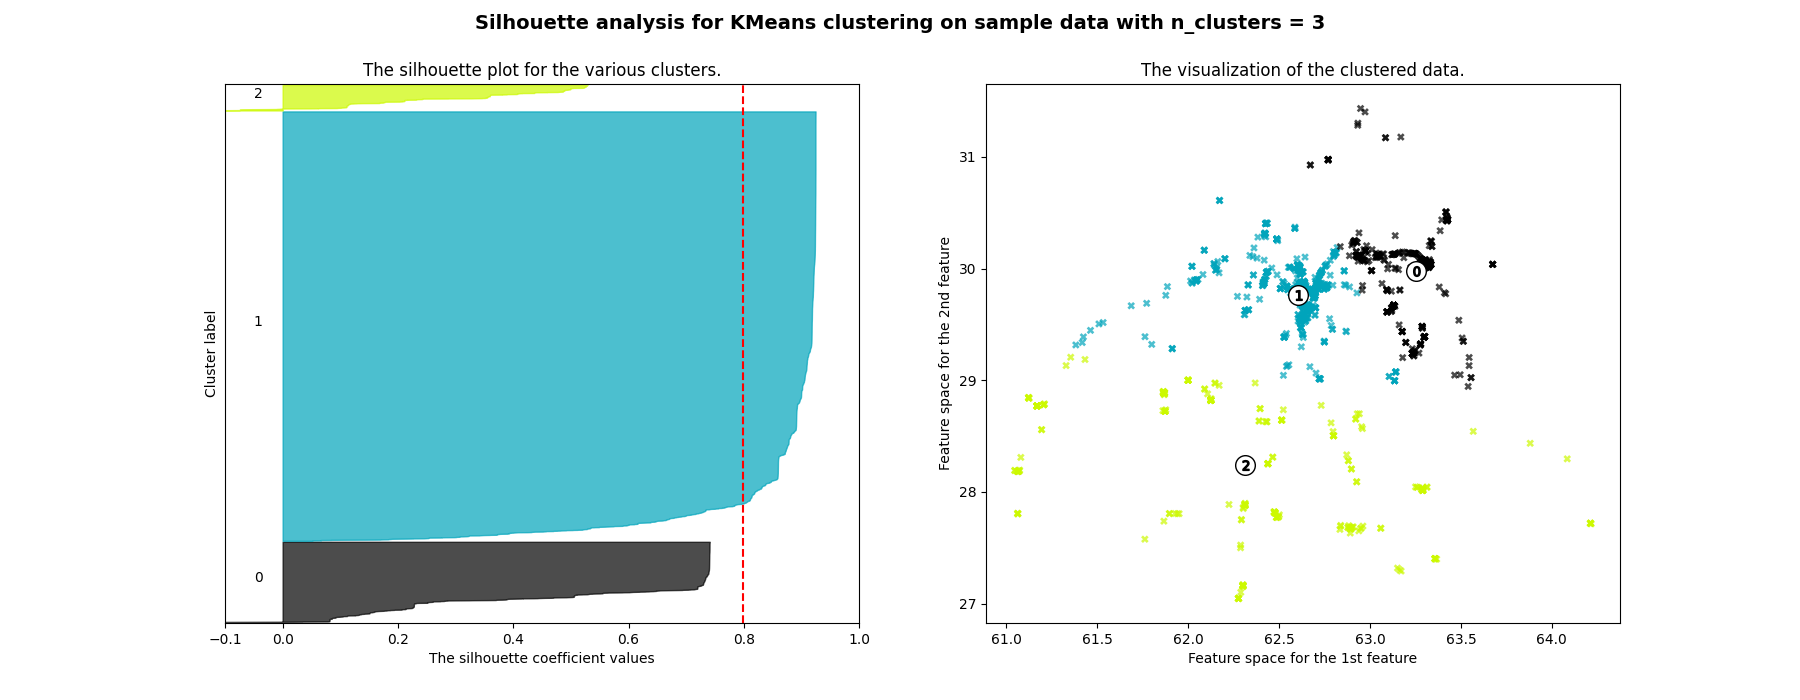 Silhouette analysis for KMeans clustering on sample data with n_clusters = 3
The silhouette plot for the various clusters.
2
1
0
Cluster label
−0.1 0.0 0.2 0.4 0.6 0.8 1.0
The silhouette coefficient values
The visualization of the clustered data.
31
30
29
28
27
Feature space for the 2nd feature
0
1
2
61.0 61.5 62.0 62.5 63.0 63.5 64.0
Feature space for the 1st feature